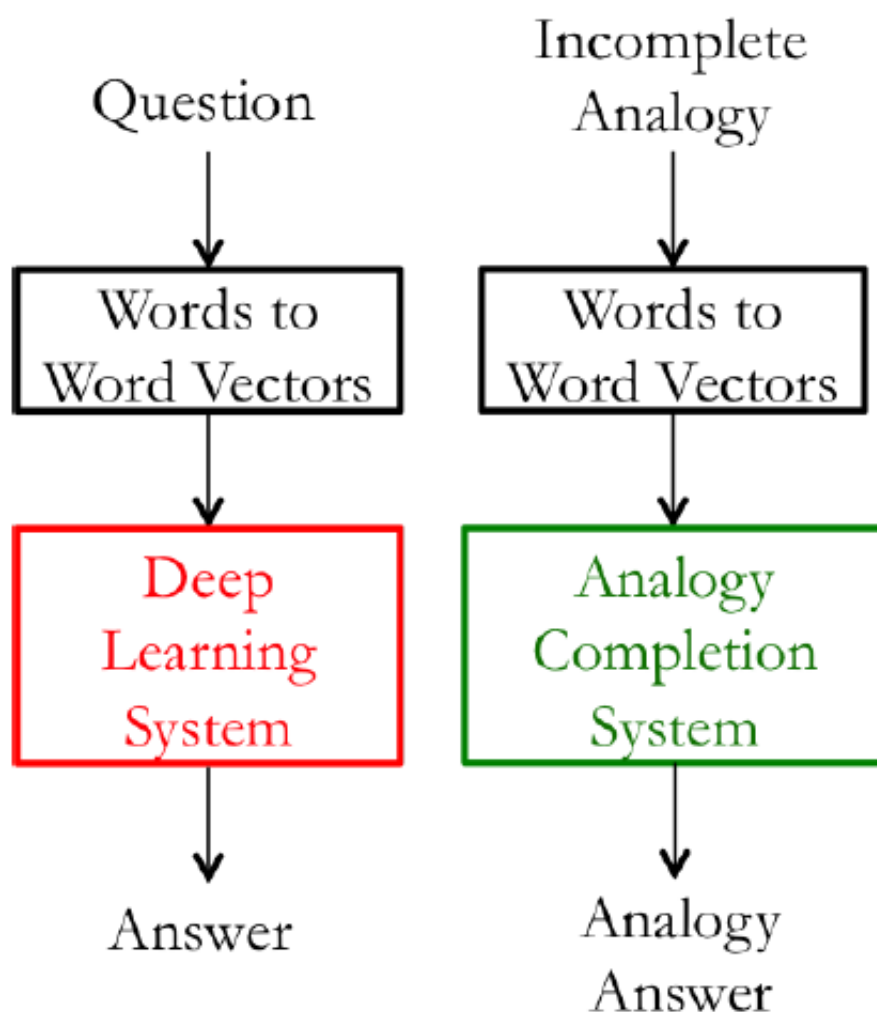 Question
Words to
Word Vectors
Deep
Learning
System
Answer
Incomplete
Analogy
Words to
Word Vectors
Analogy
Completion
System
Analogy
Answer